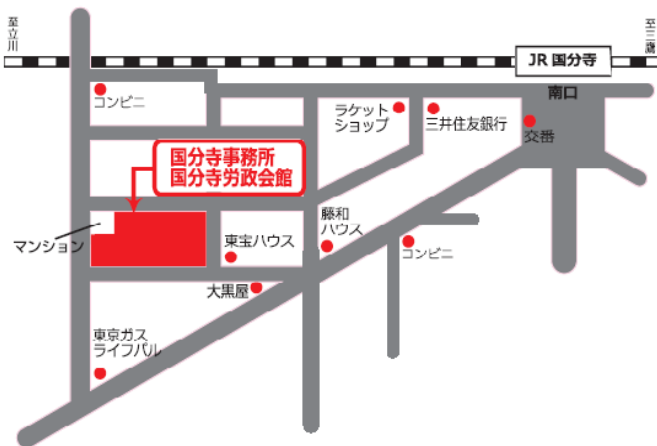 至立川
至三鷹
JR 国分寺
南口
コンビニ
ラケット
ショップ
三井住友銀行
交番
国分寺事務所
国分寺労政会館
マンション
東宝ハウス
藤和
ハウス
コンビニ
大黒屋
東京ガス
ライフバル